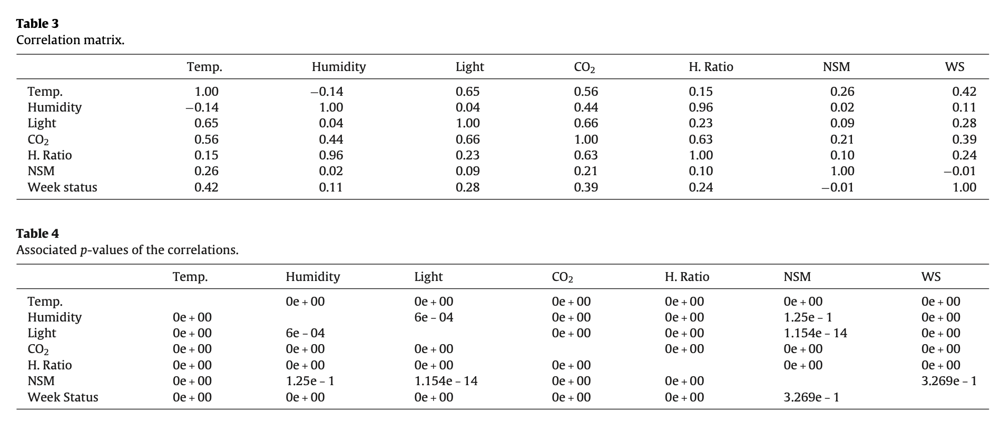 Table 3
Correlation matrix.
Temp. Humidity Light CO₂ H. Ratio NSM WS
Temp. 1.00 −0.14 0.65 0.56 0.15 0.26 0.42
Humidity −0.14 1.00 0.04 0.44 0.96 0.02 0.11
Light 0.65 0.04 1.00 0.66 0.23 0.09 0.28
CO₂ 0.56 0.44 0.66 1.00 0.63 0.21 0.39
H. Ratio 0.15 0.96 0.23 0.63 1.00 0.10 0.24
NSM 0.26 0.02 0.09 0.21 0.10 1.00 −0.01
Week status 0.42 0.11 0.28 0.39 0.24 −0.01 1.00
Table 4
Associated p-values of the correlations.
Temp. Humidity Light CO₂ H. Ratio NSM WS
Temp. 0e + 00 0e + 00 0e + 00 0e + 00 0e + 00 0e + 00
Humidity 0e + 00 6e – 04 0e + 00 0e + 00 1.25e – 1 0e + 00
Light 0e + 00 6e – 04 0e + 00 0e + 00 1.154e – 14 0e + 00
CO₂ 0e + 00 0e + 00 0e + 00 0e + 00 0e + 00 0e + 00
H. Ratio 0e + 00 0e + 00 0e + 00 0e + 00 0e + 00 0e + 00
NSM 0e + 00 1.25e – 1 1.154e – 14 0e + 00 0e + 00 3.269e – 1
Week Status 0e + 00 0e + 00 0e + 00 0e + 00 0e + 00 3.269e – 1